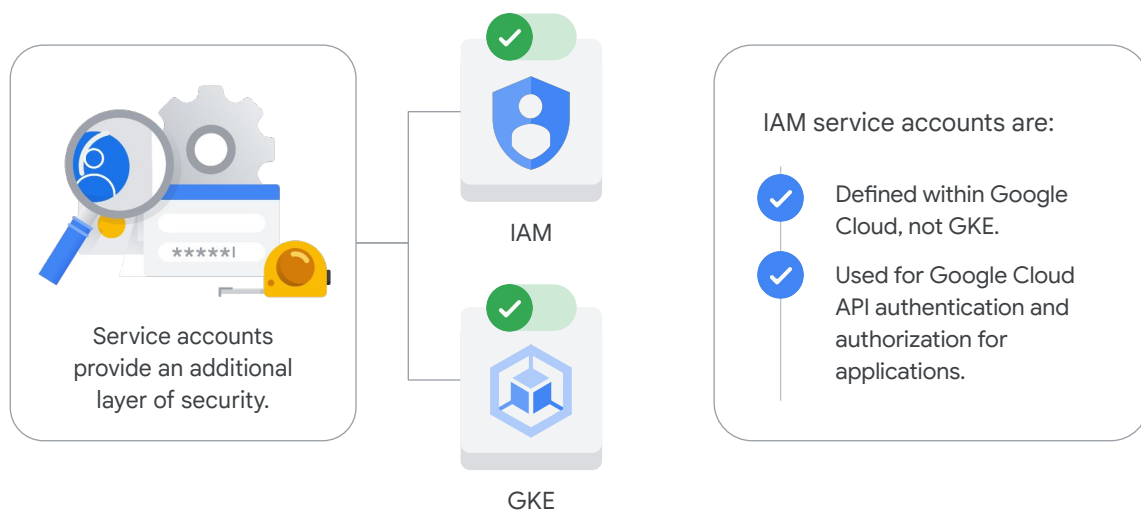 *****|
Service accounts
provide an additional
layer of security.
IAM
GKE
IAM service accounts are:
Defined within Google
Cloud, not GKE.
Used for Google Cloud
API authentication and
authorization for
applications.